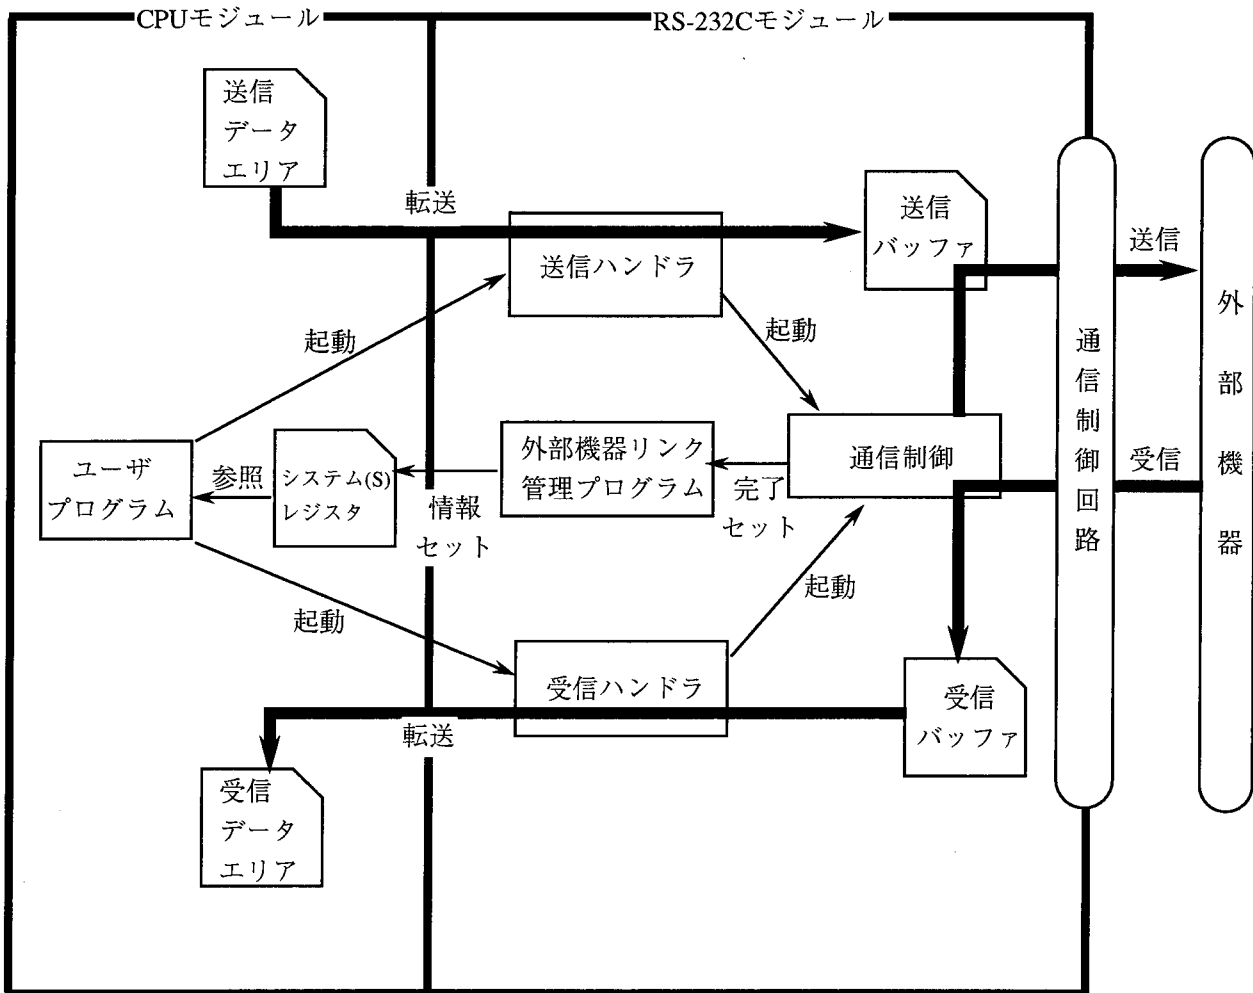 CPUモジュール
RS-232Cモジュール
送信
データ
エリア
転送
送信
バッファ
送信ハンドラ
送信
起動
起動
外部機器
通信制御回路
ユーザ
プログラム
参照
システム(S)
レジスタ
情報
セット
外部機器リンク
管理プログラム
完了
セット
通信制御
受信
起動
起動
受信ハンドラ
受信
バッファ
転送
受信
データ
エリア